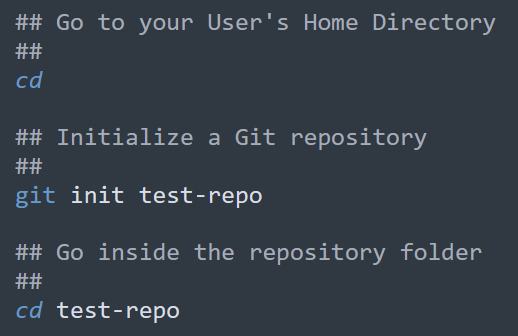 ## Go to your User's Home Directory
##
cd
## Initialize a Git repository
##
git init test-repo
## Go inside the repository folder
##
cd test-repo